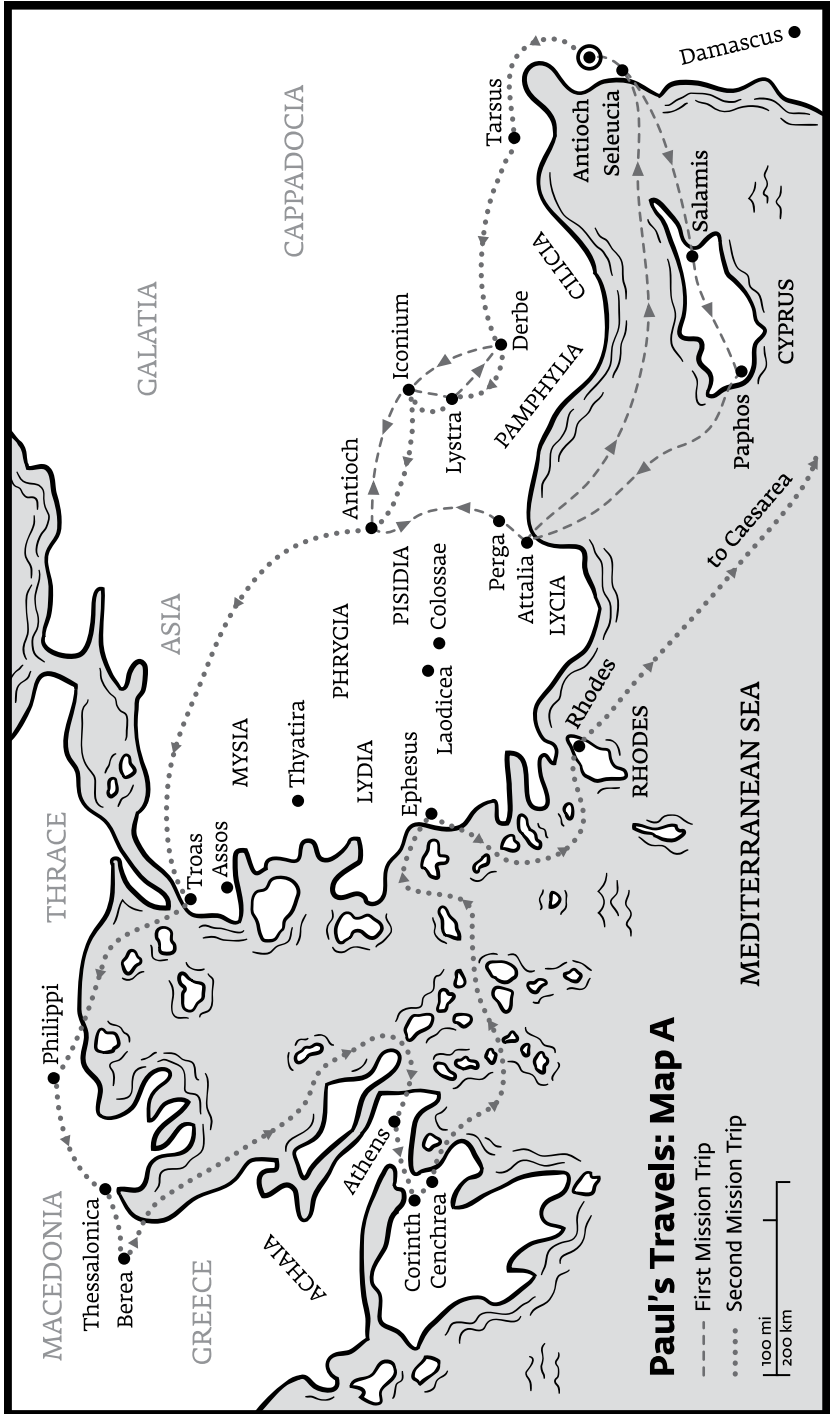 MACEDONIA
THRACE
Philippi
Thessalonica
Berea
GREECE
ACHAIA
Athens
Corinth
Cenchrea
Troas
Assos
MYSIA
ASIA
GALATIA
CAPPADOCIA
Thyatira
PHRYGIA
LYDIA
Ephesus
Laodicea
Colossae
PISIDIA
Antioch
Iconium
Lystra
Derbe
Tarsus
CILICIA
PAMPHYLIA
Perga
Attalia
LYCIA
Rhodes
RHODES
Antioch
Seleucia
Damascus
Salamis
Paphos
CYPRUS
to Caesarea
MEDITERRANEAN SEA
Paul's Travels: Map A
First Mission Trip
Second Mission Trip
100 mi
200 km